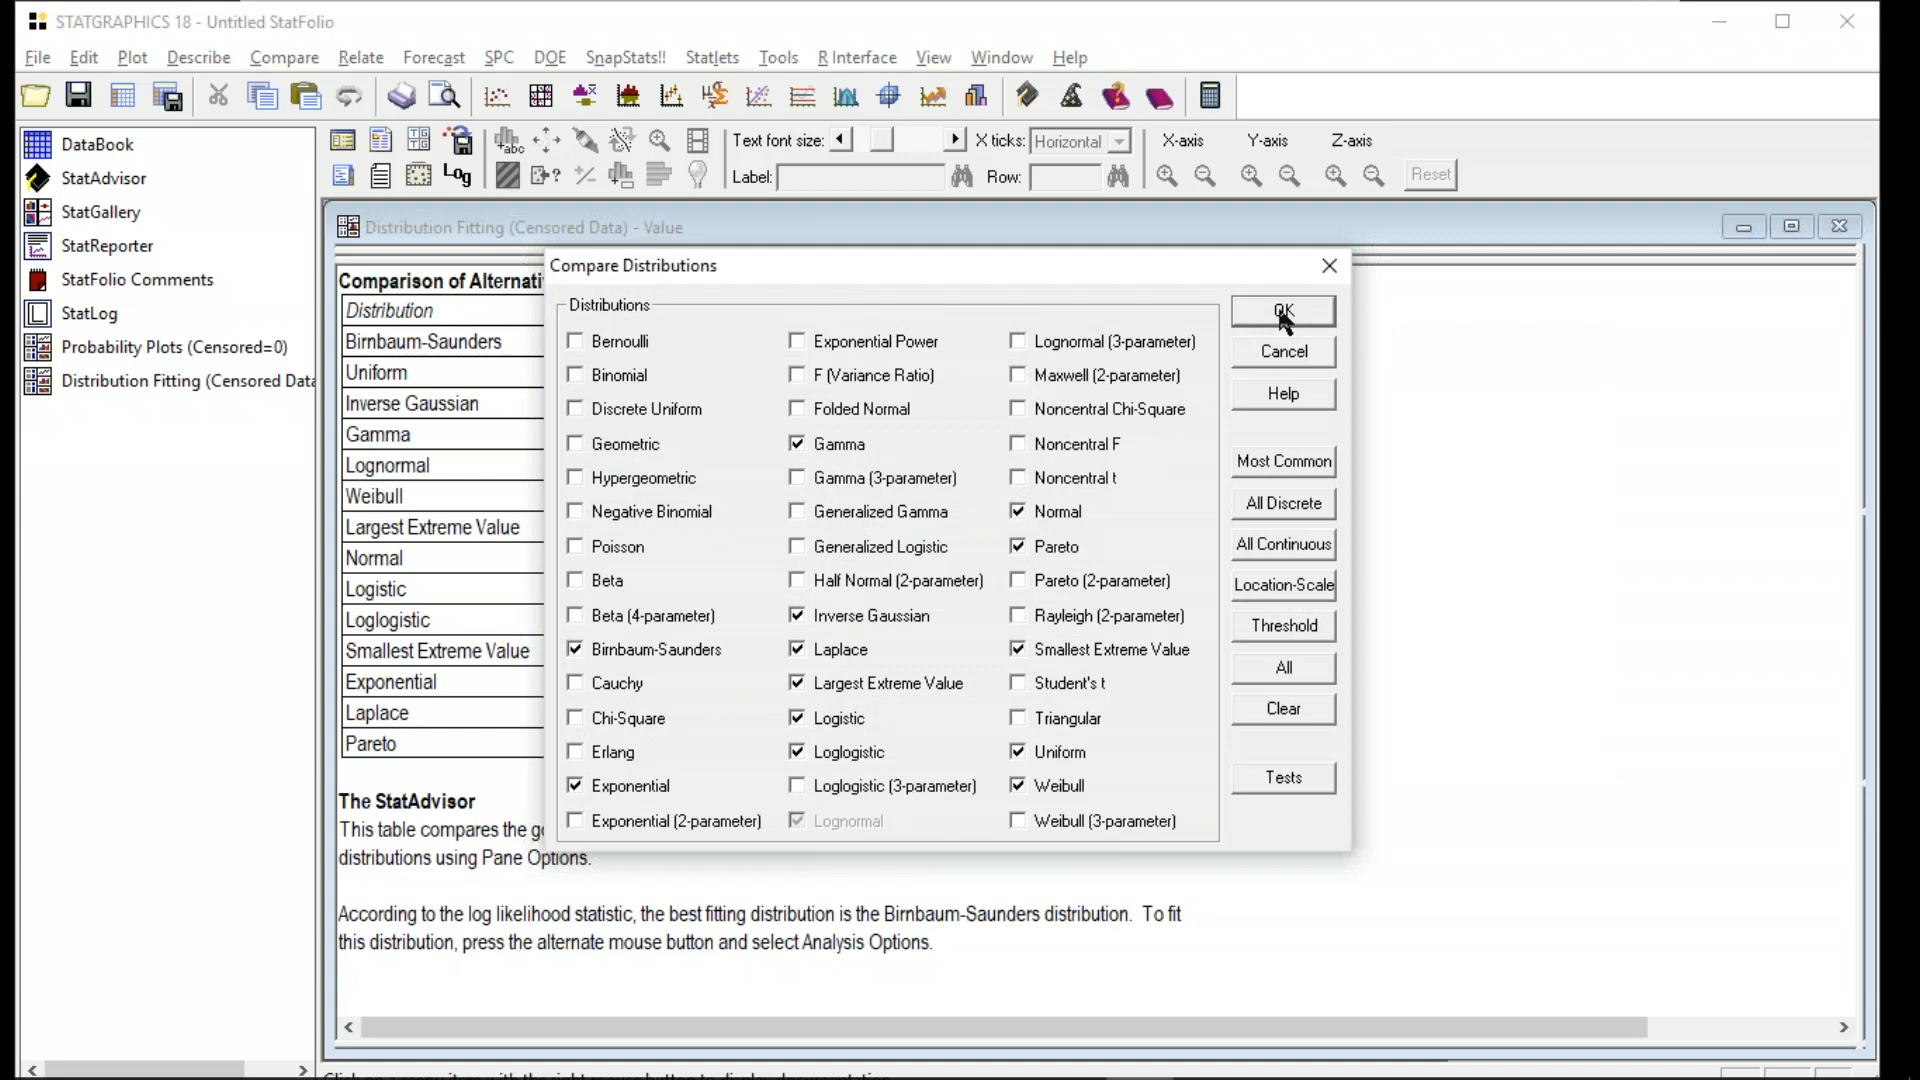 STATGRAPHICS 18 - Untitled StatFolio
File Edit Plot Describe Compare Relate Forecast SPC DOE SnapStats!! Statlets Tools R Interface View Window Help
Text font size: X ticks: Horizontal X-axis Y-axis Z-axis
Log Label: Row: Reset
DataBook
StatAdvisor
StatGallery
StatReporter
StatFolio Comments
StatLog
Probability Plots (Censored=0)
Distribution Fitting (Censored Data
Distribution Fitting (Censored Data) - Value
Comparison of Alternati
Distribution
Birnbaum-Saunders
Uniform
Inverse Gaussian
Gamma
Lognormal
Weibull
Largest Extreme Value
Normal
Logistic
Loglogistic
Smallest Extreme Value
Exponential
Laplace
Pareto
The StatAdvisor
This table compares the go
distributions using Pane Options.
According to the log likelihood statistic, the best fitting distribution is the Birnbaum-Saunders distribution. To fit
this distribution, press the alternate mouse button and select Analysis Options.
Compare Distributions
Distributions
Bernoulli
Binomial
Discrete Uniform
Geometric
Hypergeometric
Negative Binomial
Poisson
Beta
Beta (4-parameter)
Birnbaum-Saunders
Cauchy
Chi-Square
Erlang
Exponential
Exponential (2-parameter)
Exponential Power
F (Variance Ratio)
Folded Normal
Gamma
Gamma (3-parameter)
Generalized Gamma
Generalized Logistic
Half Normal (2-parameter)
Inverse Gaussian
Laplace
Largest Extreme Value
Logistic
Loglogistic
Loglogistic (3-parameter)
Lognormal
Lognormal (3-parameter)
Maxwell (2-parameter)
Noncentral Chi-Square
Noncentral F
Noncentral t
Normal
Pareto
Pareto (2-parameter)
Rayleigh (2-parameter)
Smallest Extreme Value
Student's t
Triangular
Uniform
Weibull
Weibull (3-parameter)
OK
Cancel
Help
Most Common
All Discrete
All Continuous
Location-Scale
Threshold
All
Clear
Tests